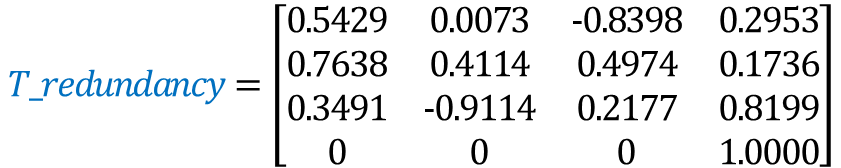 0.5429 0.0073 -0.8398 0.2953
0.7638 0.4114 0.4974 0.1736
T_redundancy =
0.3491 -0.9114 0.2177 0.8199
0 0 0 1.0000